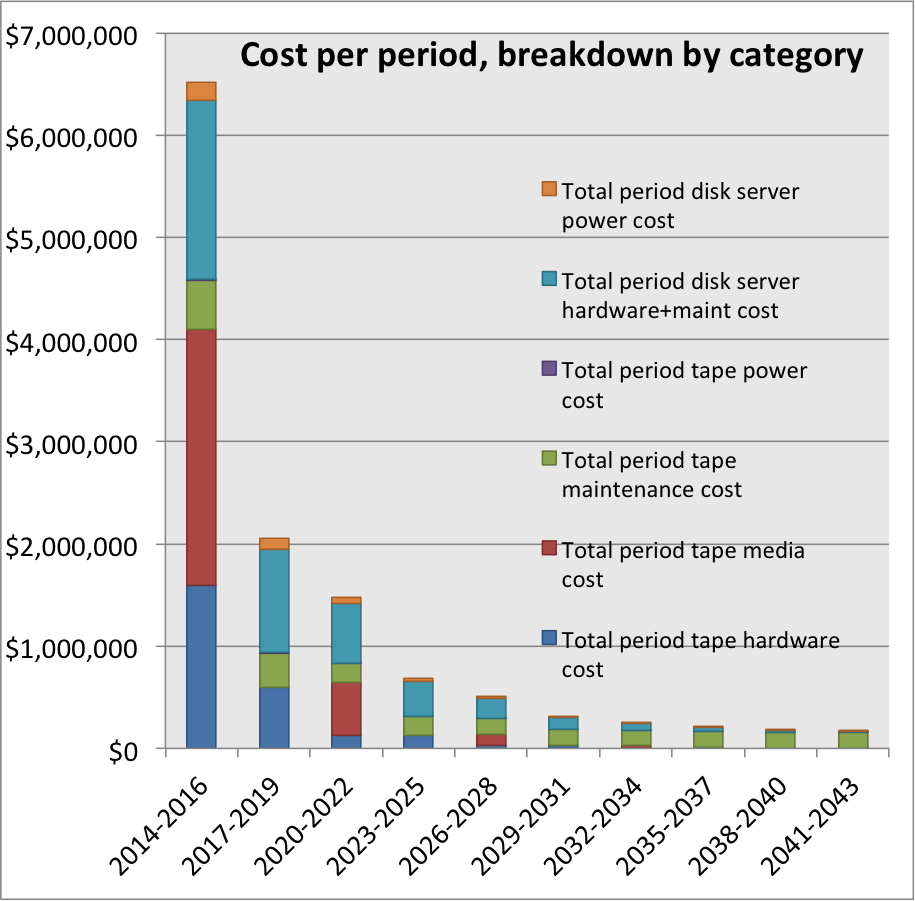 Cost per period, breakdown by category
$7,000,000
$6,000,000
$5,000,000
$4,000,000
$3,000,000
$2,000,000
$1,000,000
$0
Total period disk server
power cost
Total period disk server
hardware+maint cost
Total period tape power
cost
Total period tape
maintenance cost
Total period tape media
cost
Total period tape hardware
cost
2014-2016
2017-2019
2020-2022
2023-2025
2026-2028
2029-2031
2032-2034
2035-2037
2038-2040
2041-2043